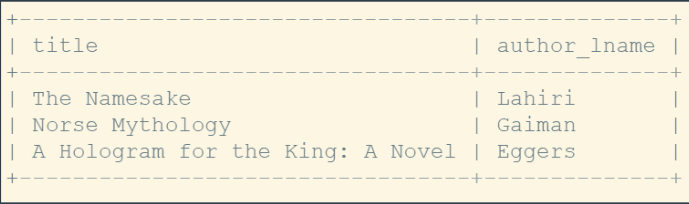 +----------------------------------+--------------+
| title                            | author_lname |
+----------------------------------+--------------+
| The Namesake                     | Lahiri       |
| Norse Mythology                  | Gaiman       |
| A Hologram for the King: A Novel | Eggers       |
+----------------------------------+--------------+